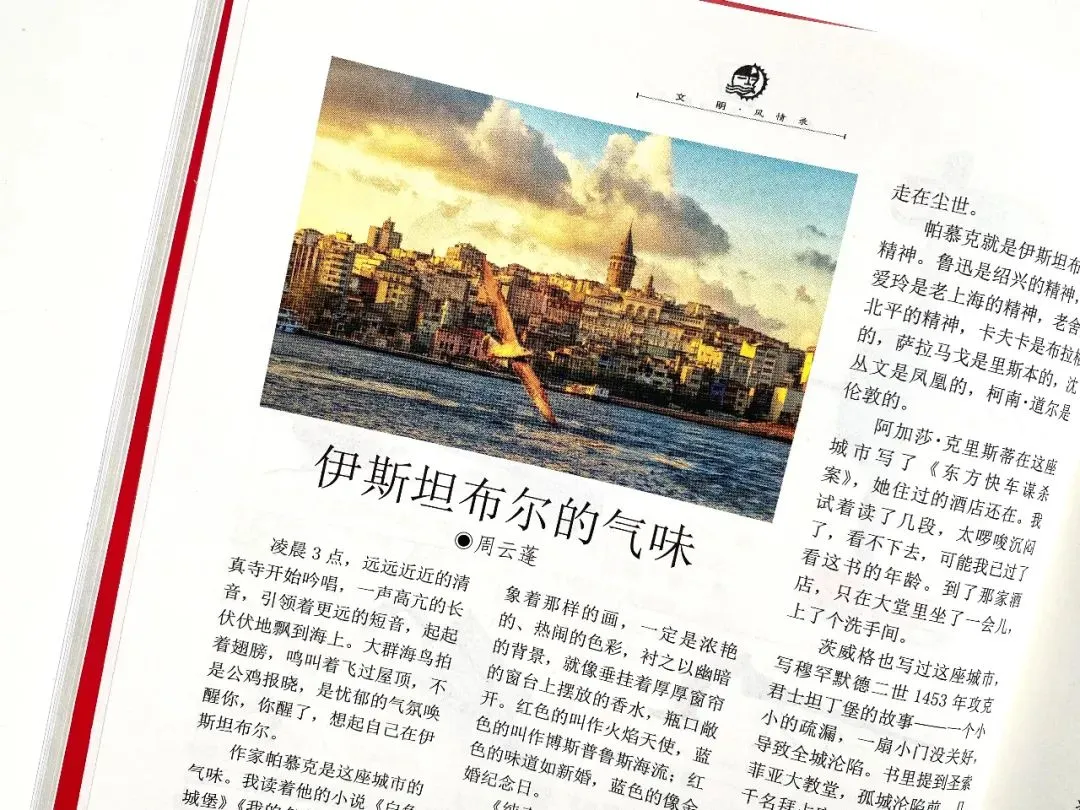 文 明 · 风 情 录
伊斯坦布尔的气味
◉周云蓬
凌晨3点，远远近近的清
真寺开始吟唱，一声高亢的长
音，引领着更远的短音，起起
伏伏地飘到海上。大群海鸟拍
着翅膀，鸣叫着飞过屋顶，不
是公鸡报晓，是忧郁的气氛唤
醒你，你醒了，想起自己在伊
斯坦布尔。
作家帕慕克是这座城市的
气味。我读着他的小说《白色
城堡》《我的
象着那样的画，一定是浓艳
的、热闹的色彩，衬之以幽暗
的背景，就像垂挂着厚厚窗帘
的窗台上摆放的香水，瓶口敞
开。红色的叫作火焰天使，蓝
色的叫作博斯普鲁斯海流；红
色的味道如新婚，蓝色的像金
婚纪念日。
走在尘世。
帕慕克就是伊斯坦布
精神。鲁迅是绍兴的精神，
爱玲是老上海的精神，老舍
北平的精神，卡夫卡是布拉格
的，萨拉马戈是里斯本的，沈
丛文是凤凰的，柯南·道尔是
伦敦的。
阿加莎·克里斯蒂在这座
城市写了《东方快车谋杀
案》，她住过的酒店还在。我
试着读了几段，太啰唆沉闷
了，看不下去，可能我已过了
看这书的年龄。到了那家酒
店，只在大堂里坐了一会儿，
上了个洗手间。
茨威格也写过这座城市，
写穆罕默德二世1453年攻克
君士坦丁堡的故事——一个小
小的疏漏，一扇小门没关好，
导致全城沦陷。书里提到圣索
菲亚大教堂，孤城沦陷前，
千名拜占